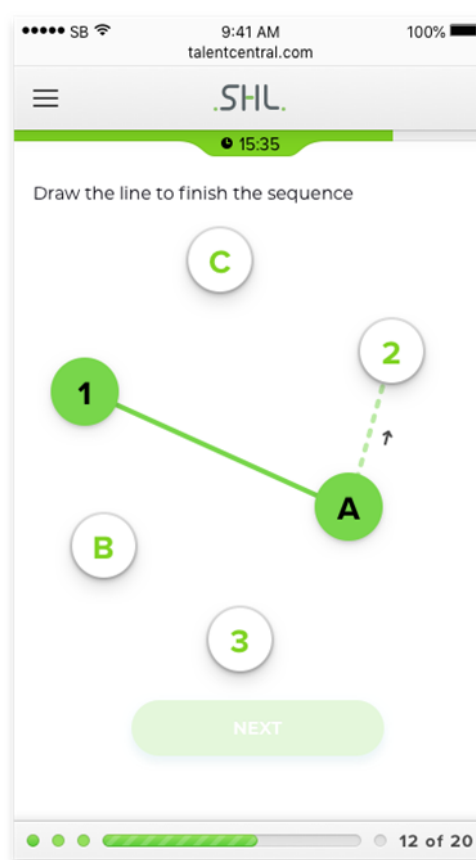 SB 9:41 AM 100%
talentcentral.com
.SHL.
15:35
Draw the line to finish the sequence
C
2
1
A
B
3
NEXT
12 of 20